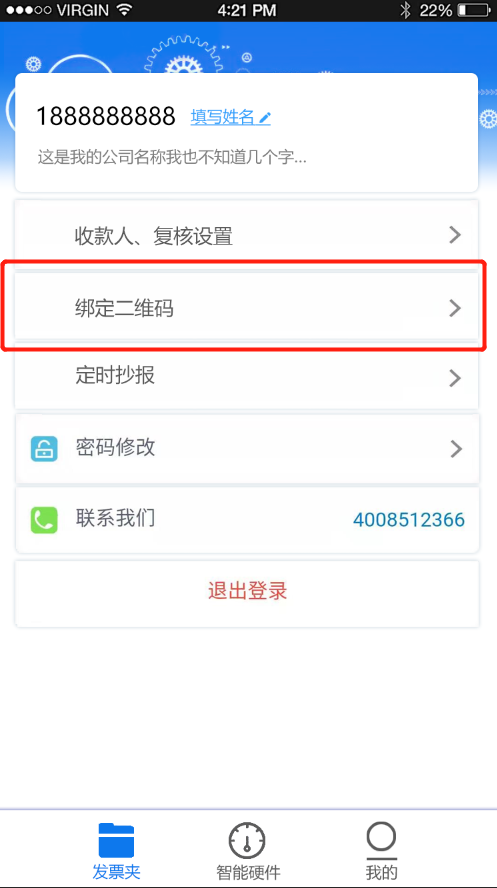 VIRGIN 4:21 PM 22%
1888888888 填写姓名
这是我的公司名称我也不知道几个字...
收款人、复核设置
绑定二维码
定时抄报
密码修改
联系我们 4008512366
退出登录
发票夹 智能硬件 我的